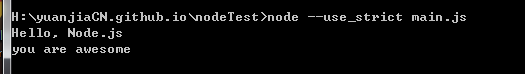 H:\yuanjiaCN.github.io\nodeTest>node --use_strict main.js
Hello, Node.js
you are awesome